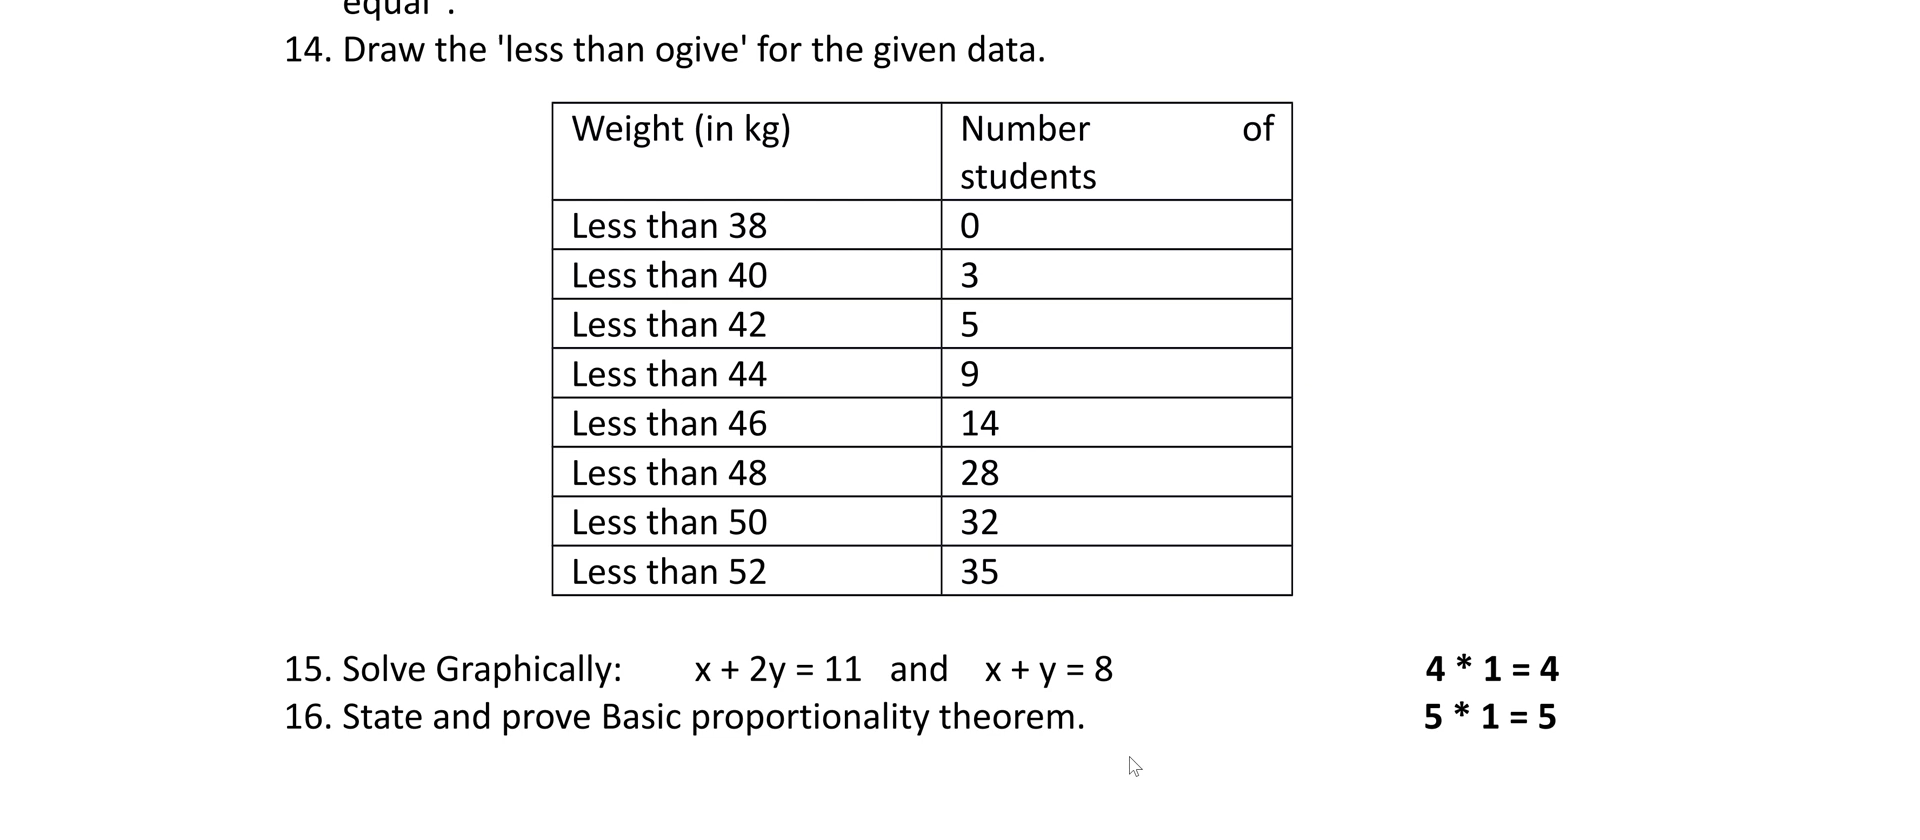 equal".
14. Draw the 'less than ogive' for the given data.
Weight (in kg) Number of
students
Less than 38 0
Less than 40 3
Less than 42 5
Less than 44 9
Less than 46 14
Less than 48 28
Less than 50 32
Less than 52 35
15. Solve Graphically: x + 2y = 11 and x + y = 8 4 * 1 = 4
16. State and prove Basic proportionality theorem. 5 * 1 = 5